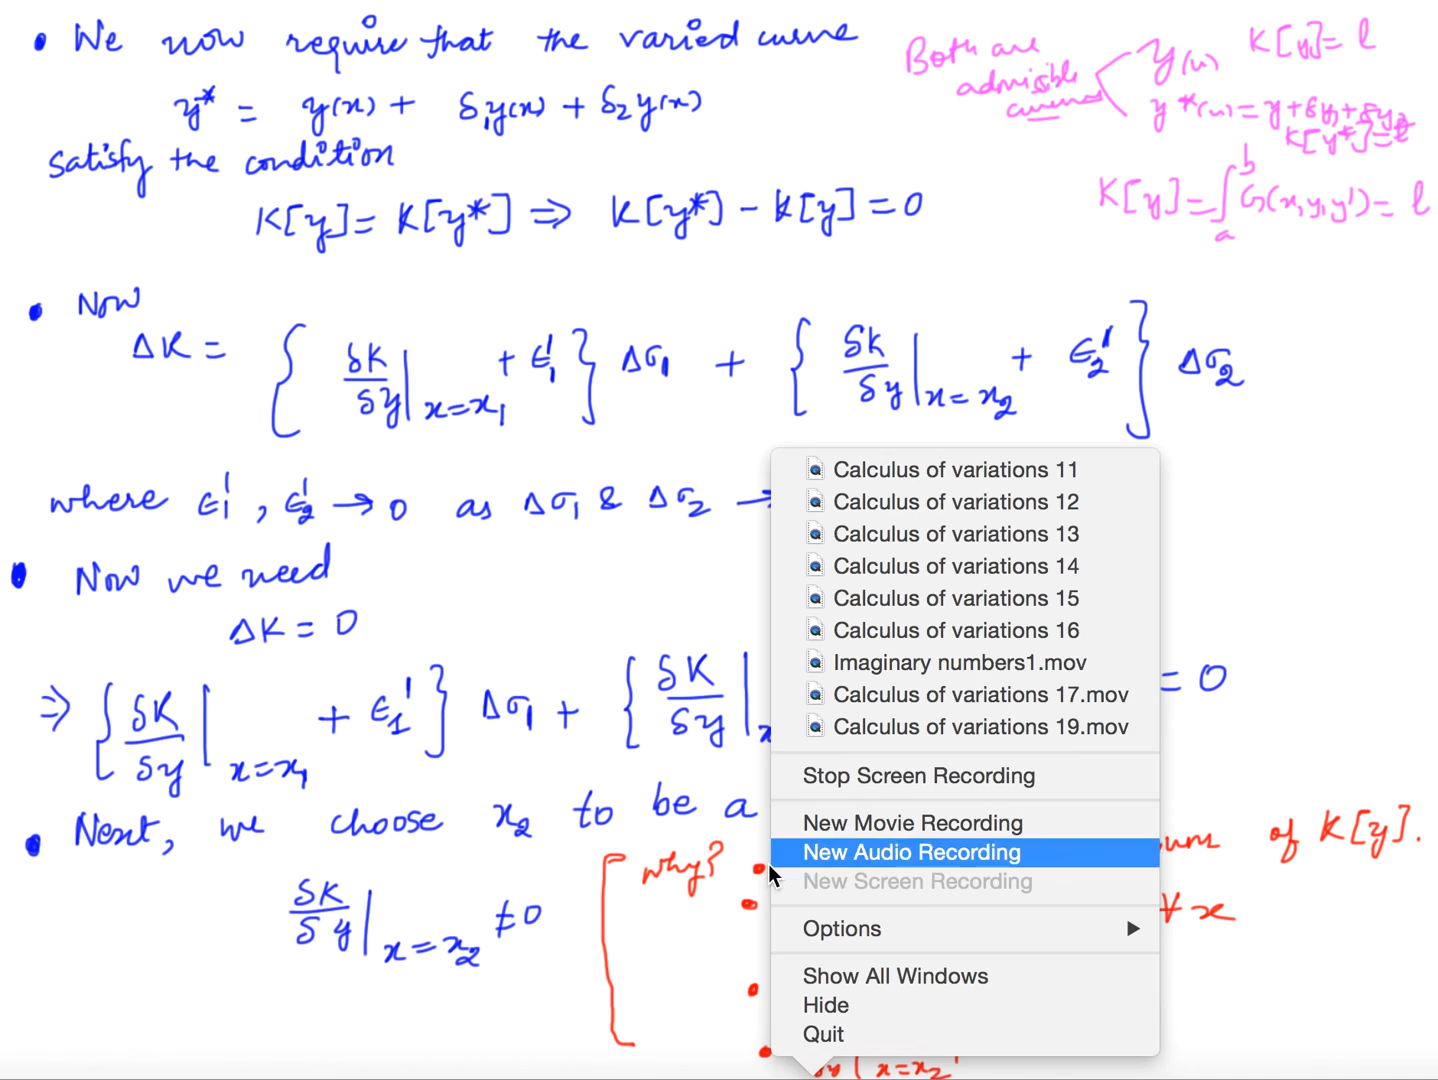 • We now require that the varied curve
y* = y(x) + δ₁y(x) + δ₂y(x)
Satisfy the condition
K[y] = K[y*] ⇒ K[y*] - K[y] = 0
Both are
admissible
curves
y(x) K[y] = l
y*(x) = y + δy₁ + δy₂
K[y*] = l
K[y] = ∫ₐᵇ G(x, y, y') = l
• Now
ΔK = { δK/δy |ₓ₌ₓ₁ + ϵ₁' } Δσ₁ + { δK/δy |ₓ₌ₓ₂ + ϵ₂' } Δσ₂
where ϵ₁', ϵ₂' → 0 as Δσ₁ & Δσ₂ →
• Now we need
ΔK = 0
⇒ { δK/δy |ₓ₌ₓ₁ + ϵ₁' } Δσ₁ + { δK/δy | = 0
• Next, we choose x₂ to be a
δK/δy |ₓ₌ₓ₂ ≠ 0
why?
of K[y].
∀ x
x=x₂
Calculus of variations 11
Calculus of variations 12
Calculus of variations 13
Calculus of variations 14
Calculus of variations 15
Calculus of variations 16
Imaginary numbers1.mov
Calculus of variations 17.mov
Calculus of variations 19.mov
Stop Screen Recording
New Movie Recording
New Audio Recording
New Screen Recording
Options
Show All Windows
Hide
Quit